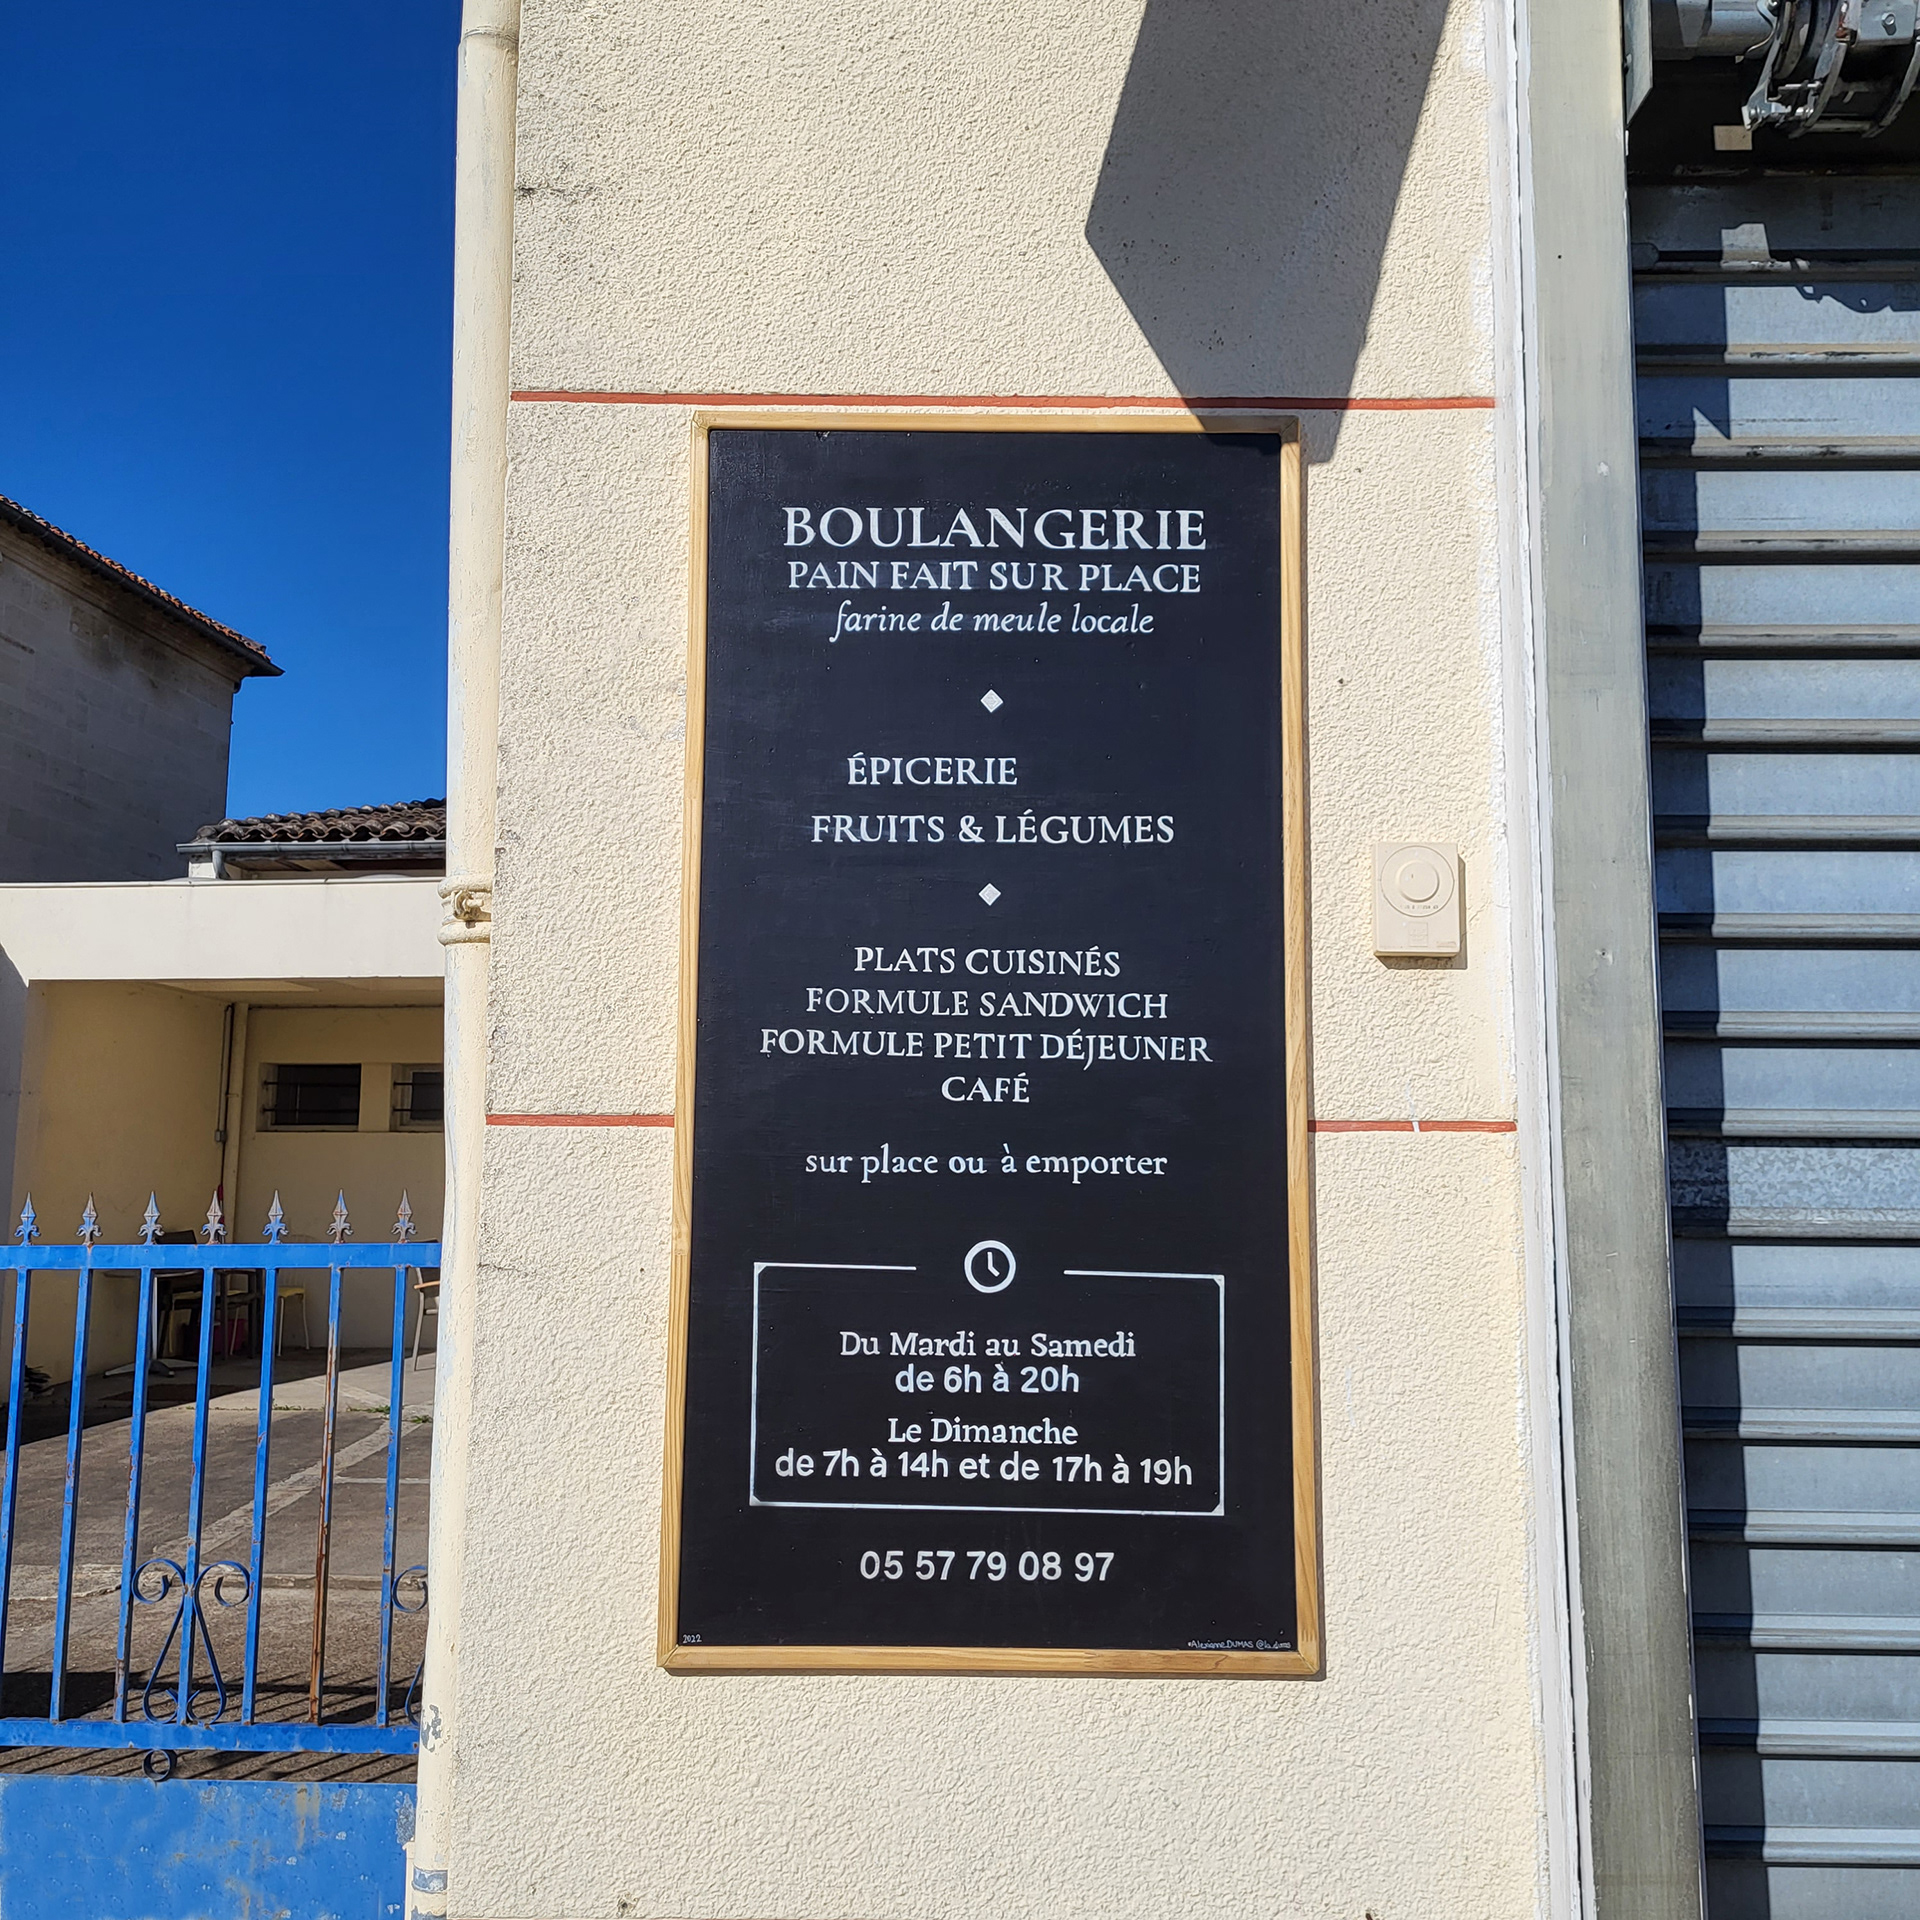 BOULANGERIE
PAIN FAIT SUR PLACE
farine de meule locale
ÉPICERIE
FRUITS & LÉGUMES
PLATS CUISINÉS
FORMULE SANDWICH
FORMULE PETIT DÉJEUNER
CAFÉ
sur place ou à emporter
Du Mardi au Samedi
de 6h à 20h
Le Dimanche
de 7h à 14h et de 17h à 19h
05 57 79 08 97
2022
DUMAS